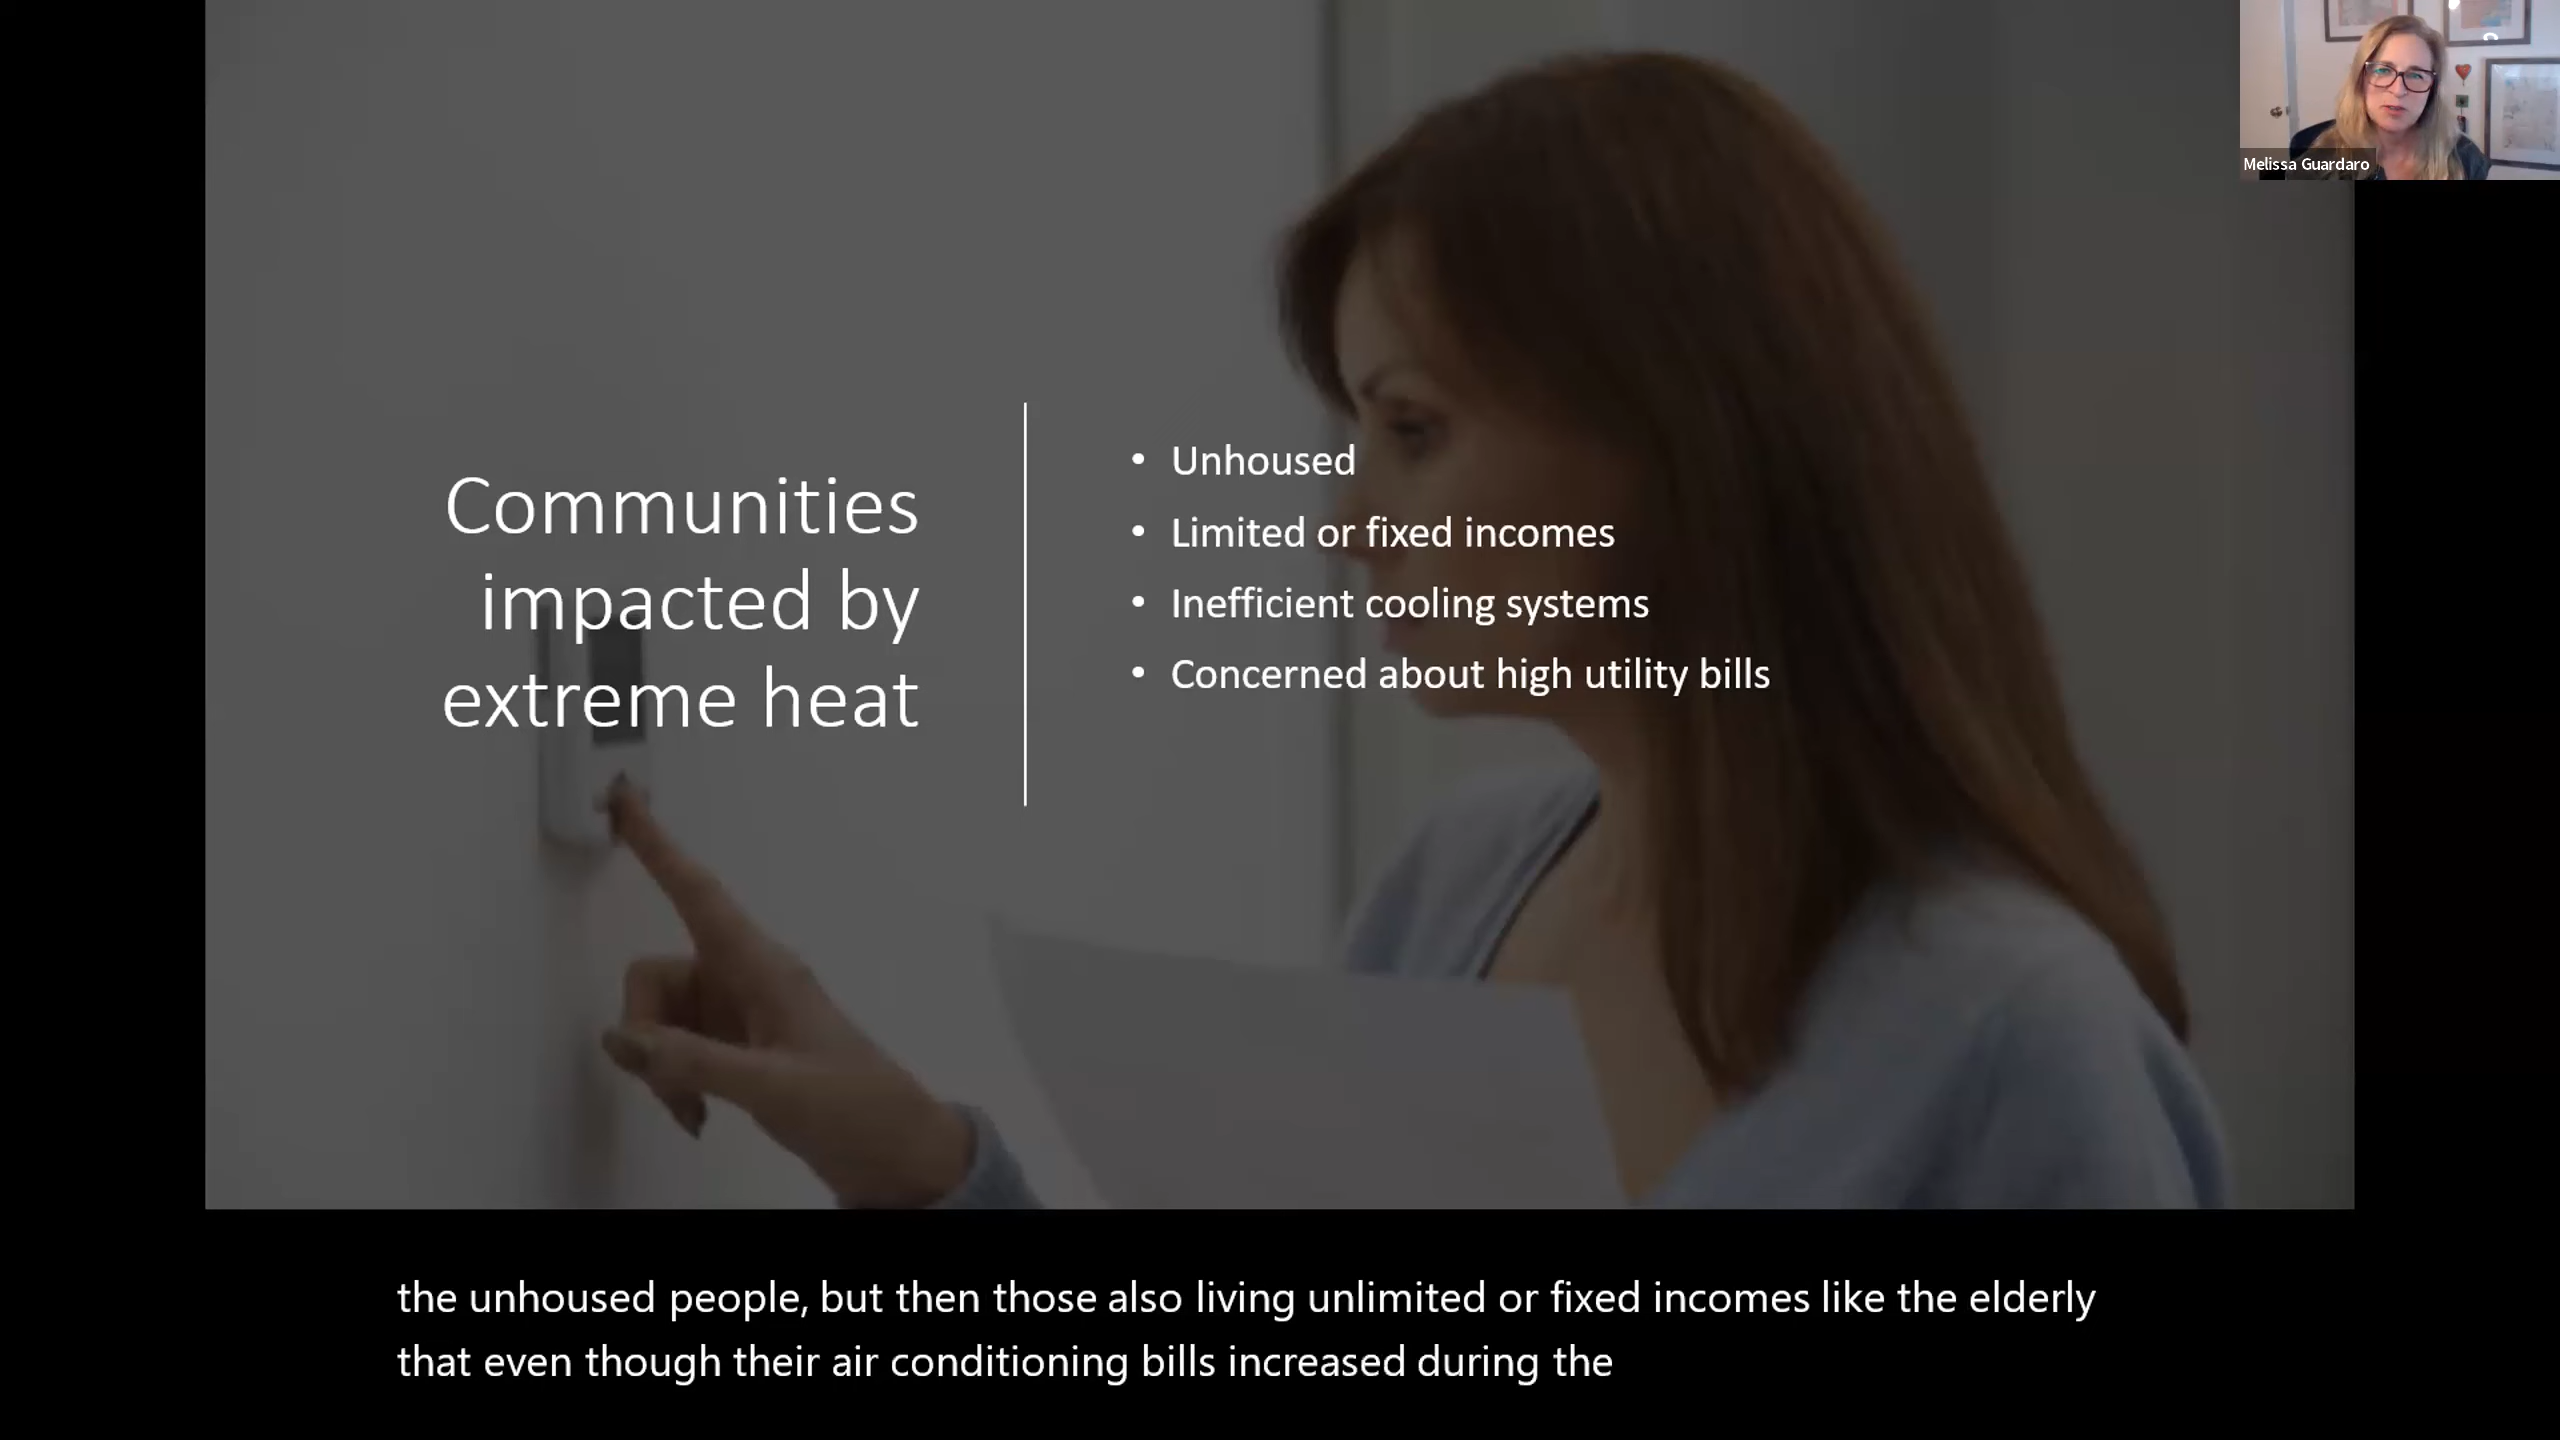 Melissa Guardaro
Communities
impacted by
extreme heat
• Unhoused
• Limited or fixed incomes
• Inefficient cooling systems
• Concerned about high utility bills
the unhoused people, but then those also living unlimited or fixed incomes like the elderly
that even though their air conditioning bills increased during the